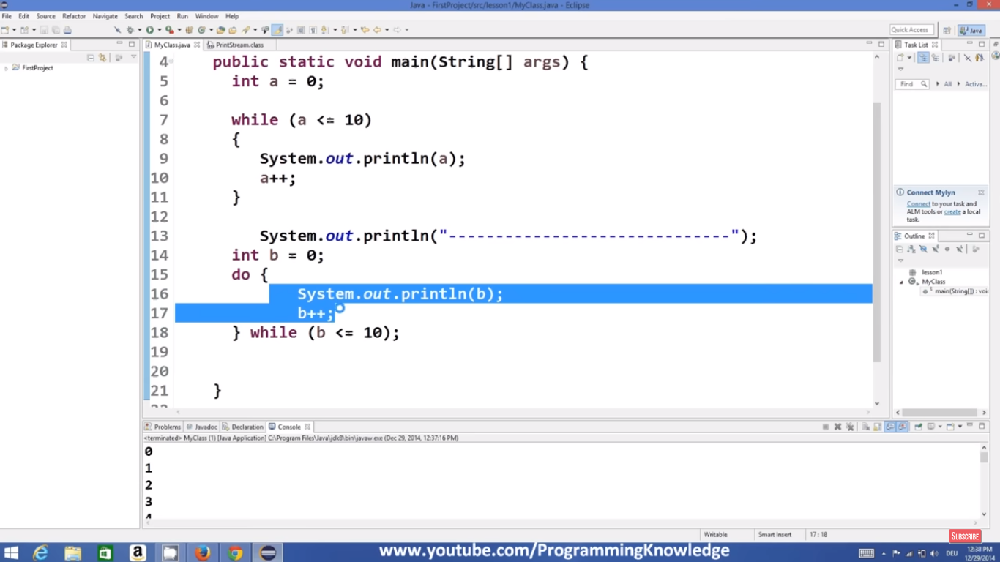 Java - FirstProject/src/lesson1/MyClass.java - Eclipse
File Edit Source Refactor Navigate Search Project Run Window Help
Quick Access
Java
Package Explorer
FirstProject
MyClass.java
PrintStream.class
4 public static void main(String[] args) {
5 int a = 0;
6
7 while (a <= 10)
8 {
9 System.out.println(a);
10 a++;
11 }
12
13 System.out.println("------------------------------");
14 int b = 0;
15 do {
16 System.out.println(b);
17 b++;
18 } while (b <= 10);
19
20
21 }
Task List
Find
All
Activa...
Connect Mylyn
Connect to your task and
ALM tools or create a local
task.
Outline
lesson1
MyClass
main(String[]) : voi
Problems Javadoc Declaration Console
<terminated> MyClass (1) [Java Application] C:\Program Files\Java\jdk8\bin\javaw.exe (Dec 29, 2014, 12:37:16 PM)
0
1
2
3
4
Writable Smart Insert 17 : 18
SUBSCRIBE
www.youtube.com/ProgrammingKnowledge
DEU
12:38 PM
12/29/2014